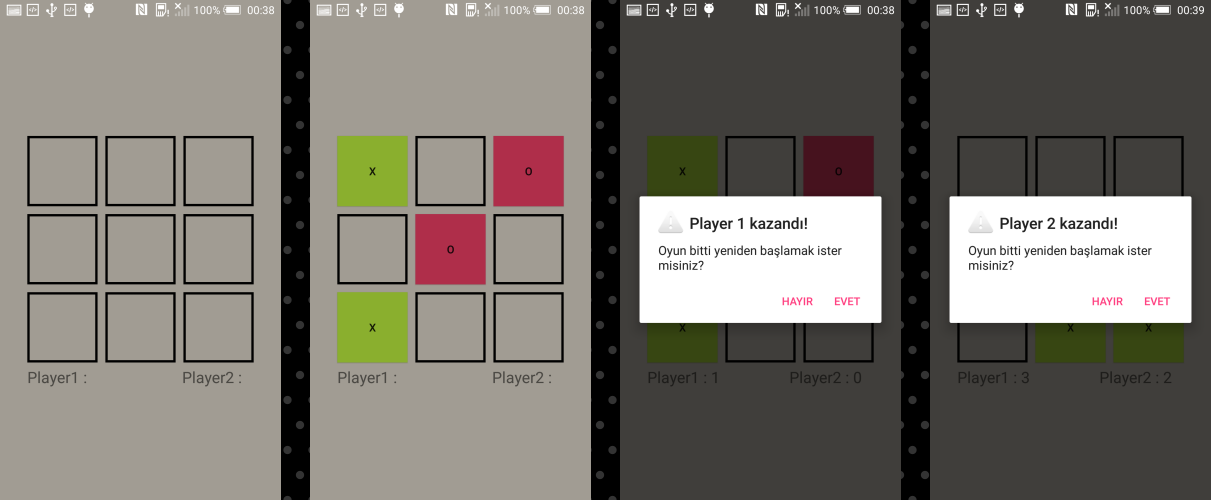 100% 00:38
Player1 :
Player2 :
100% 00:38
X
O
O
X
Player1 :
Player2 :
100% 00:38
X
O
Player 1 kazandı!
Oyun bitti yeniden başlamak ister
misiniz?
HAYIR
EVET
X
Player1 : 1
Player2 : 0
100% 00:39
Player 2 kazandı!
Oyun bitti yeniden başlamak ister
misiniz?
HAYIR
EVET
X
X
Player1 : 3
Player2 : 2